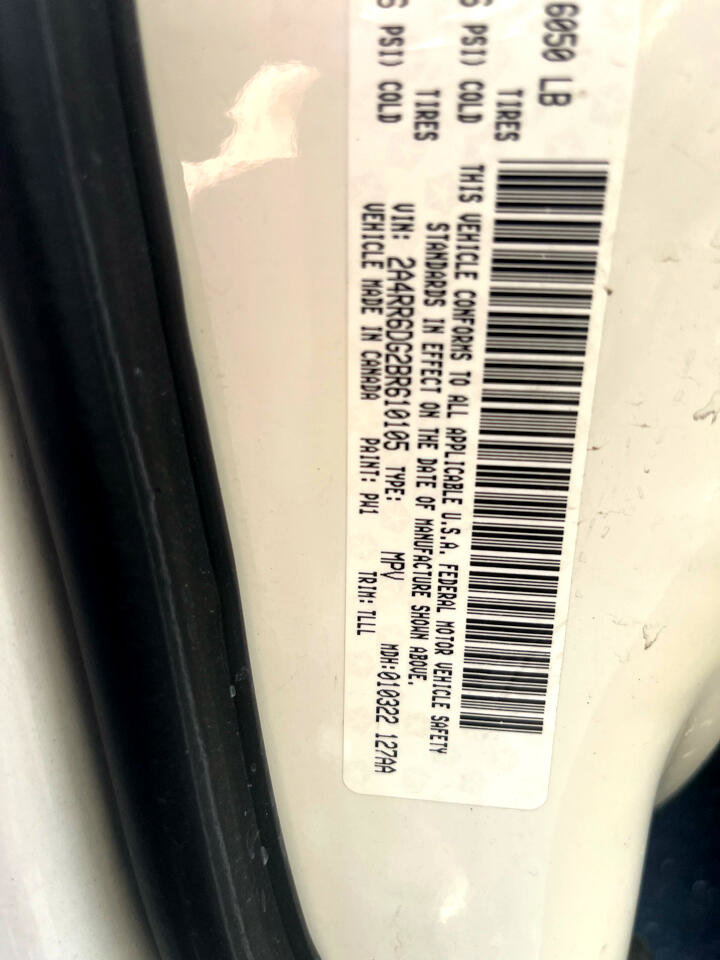 6050 LB
TIRES
PSI) COLD
TIRES
PSI) COLD
THIS VEHICLE CONFORMS TO ALL APPLICABLE U.S.A. FEDERAL MOTOR VEHICLE SAFETY
STANDARDS IN EFFECT ON THE DATE OF MANUFACTURE SHOWN ABOVE.
VIN: 2A4RR6DG2BR610105 TYPE: MPV MDH:010322 127AA
VEHICLE MADE IN CANADA PAINT: PW1 TRIM: TLLL